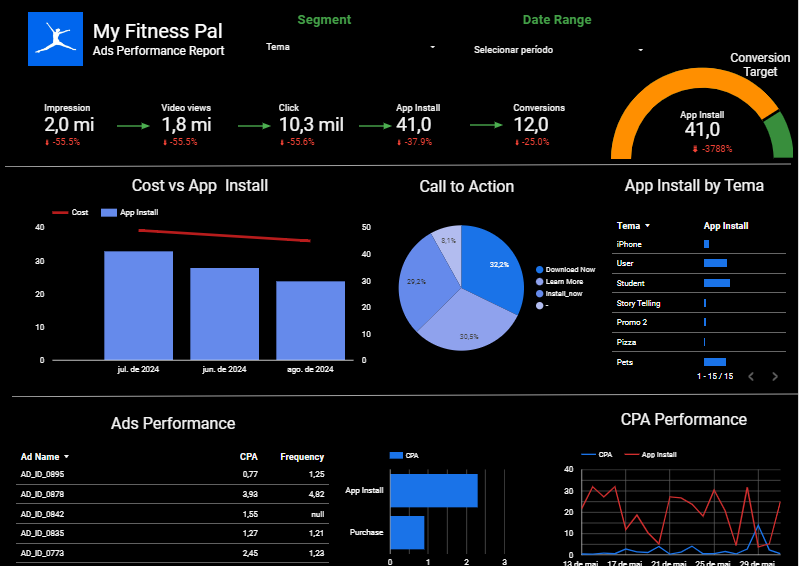 My Fitness Pal
Ads Performance Report
Segment
Date Range
Tema
Selecionar período
Conversion
Target
Impression
2,0 mi
-55.5%
Video views
1,8 mi
-55.5%
Click
10,3 mil
-55.6%
App Install
41,0
-37.9%
Conversions
12,0
-25.0%
App Install
41,0
-3788%
Cost vs App Install
Cost
App Install
40
30
20
10
0
50
40
30
20
10
0
jul. de 2024
jun. de 2024
ago. de 2024
Call to Action
32,2%
30,5%
29,2%
8,1%
Download Now
Learn More
Install_now
-
App Install by Tema
Tema App Install
iPhone
User
Student
Story Telling
Promo 2
Pizza
Pets
1 - 15 / 15
Ads Performance
Ad Name CPA Frequency
AD_ID_0895 0,77 1,25
AD_ID_0878 3,93 4,82
AD_ID_0842 1,55 null
AD_ID_0835 1,27 1,21
AD_ID_0773 2,45 1,23
CPA
App Install
Purchase
0 1 2 3
CPA Performance
CPA
App Install
40
30
20
10
0
13 de mai
17 de mai
21 de mai
25 de mai
29 de mai